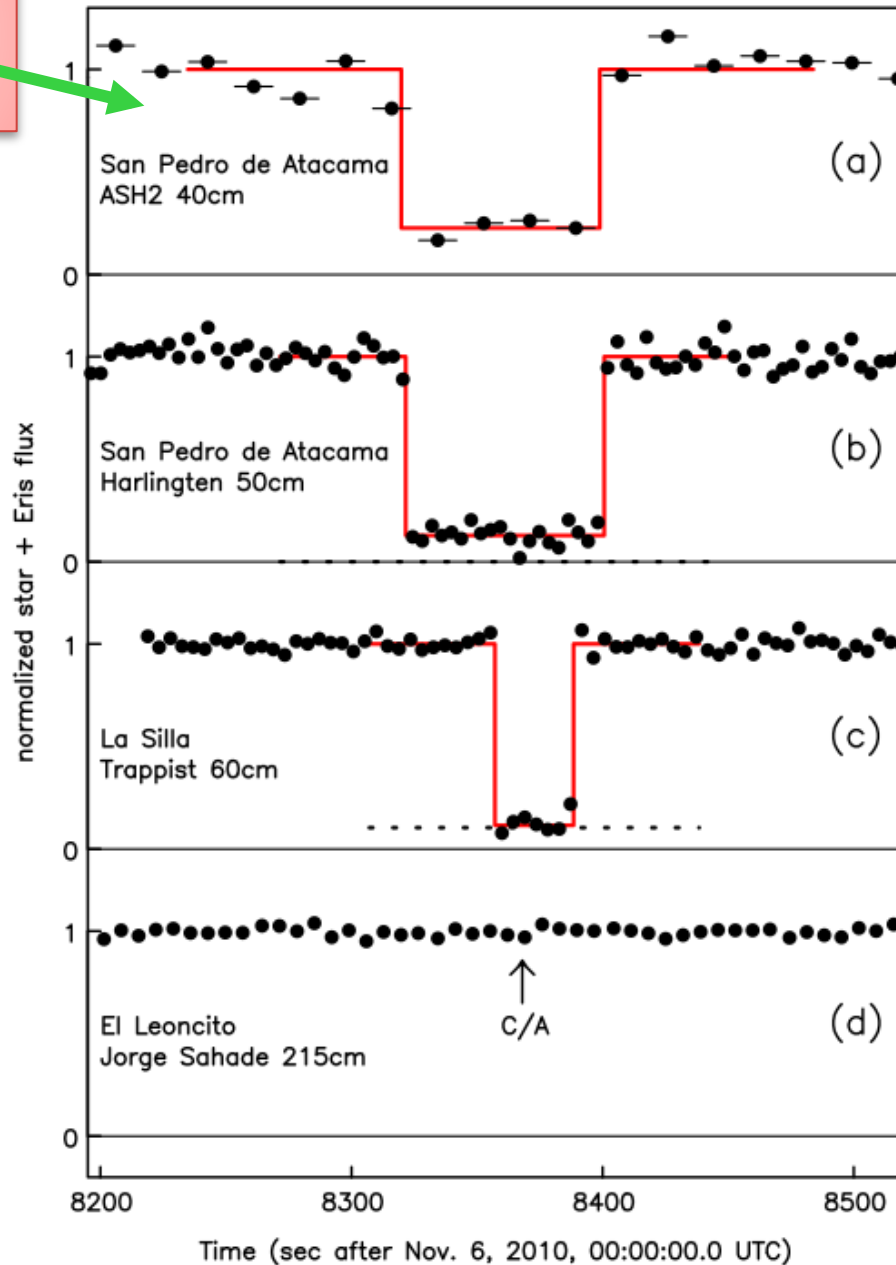 1
San Pedro de Atacama
ASH2 40cm
(a)
0
1
San Pedro de Atacama
Harlingten 50cm
(b)
0
1
La Silla
Trappist 60cm
(c)
0
1
El Leoncito
Jorge Sahade 215cm
C/A
(d)
0
normalized star + Eris flux
8200 8300 8400 8500
Time (sec after Nov. 6, 2010, 00:00:00.0 UTC)